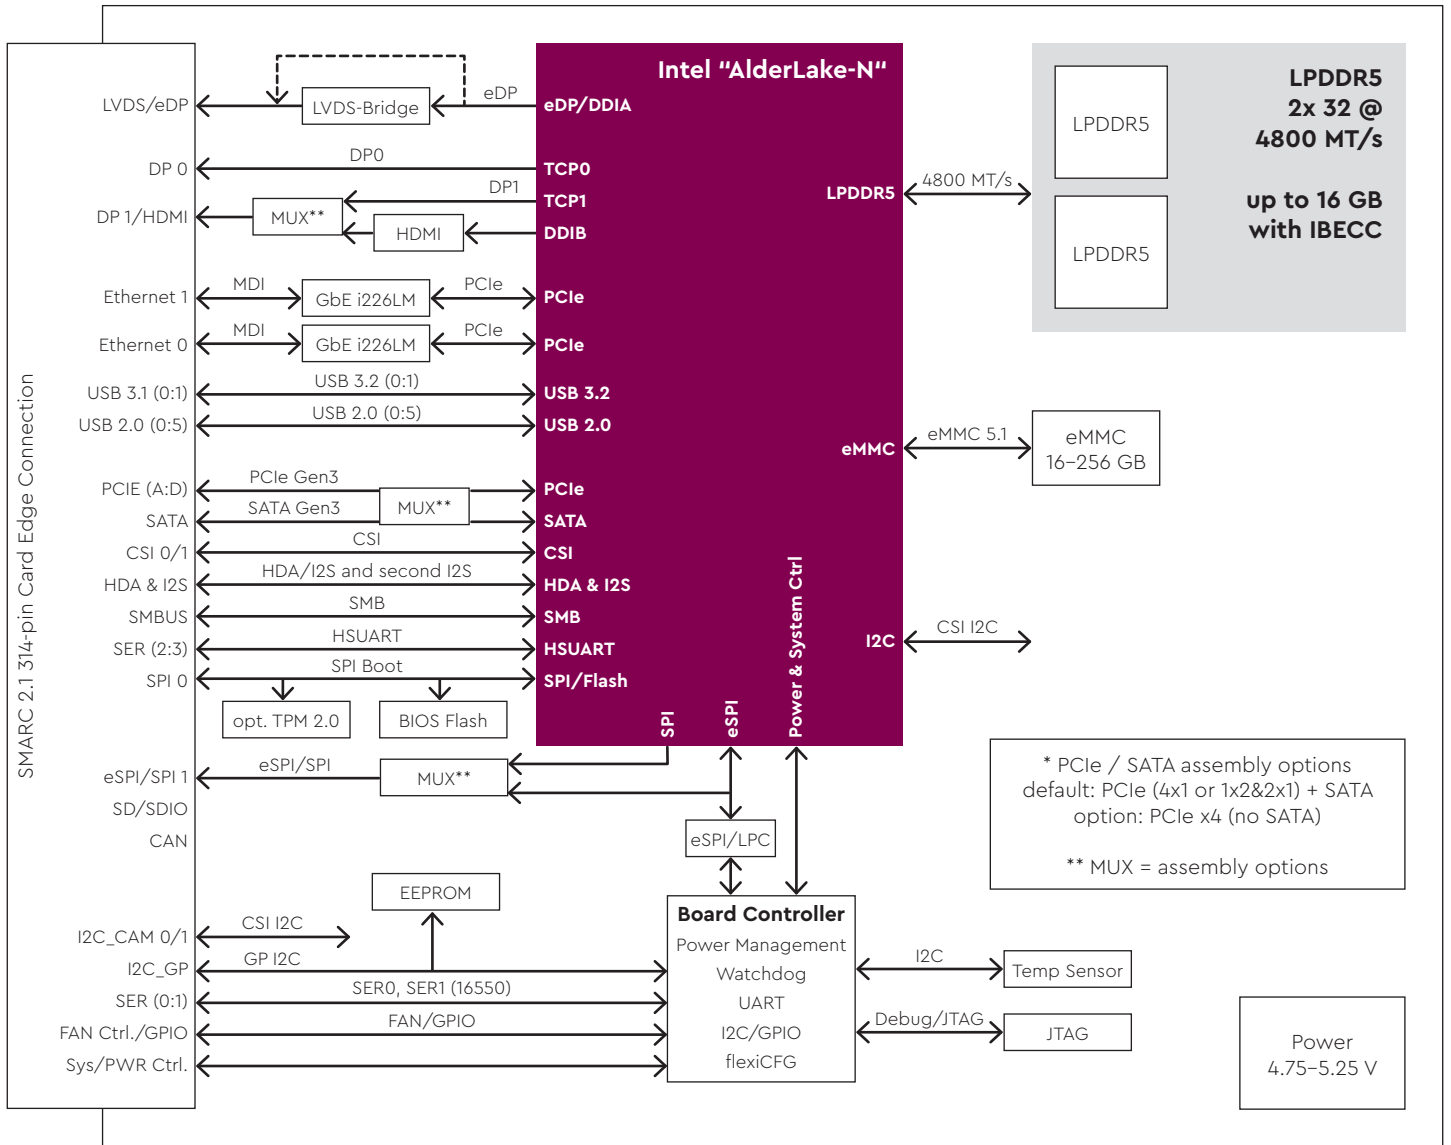 SMARC 2.1 314-pin Card Edge Connection
Intel “AlderLake-N“
LVDS/eDP
LVDS-Bridge
eDP
eDP/DDIA
DP 0
DP0
TCP0
DP1
TCP1
DP 1/HDMI
MUX**
HDMI
DDIB
Ethernet 1
MDI
GbE i226LM
PCIe
PCIe
Ethernet 0
MDI
GbE i226LM
PCIe
PCIe
USB 3.1 (0:1)
USB 3.2 (0:1)
USB 3.2
USB 2.0 (0:5)
USB 2.0 (0:5)
USB 2.0
PCIE (A:D)
PCIe Gen3
MUX**
PCIe
SATA
SATA Gen3
SATA
CSI 0/1
CSI
CSI
HDA & I2S
HDA/I2S and second I2S
HDA & I2S
SMBUS
SMB
SMB
SER (2:3)
HSUART
HSUART
SPI 0
SPI Boot
SPI/Flash
opt. TPM 2.0
BIOS Flash
SPI
eSPI
Power & System Ctrl
LPDDR5
4800 MT/s
LPDDR5
LPDDR5
LPDDR5
2x 32 @
4800 MT/s
up to 16 GB
with IBECC
eMMC
eMMC 5.1
eMMC
16–256 GB
I2C
CSI I2C
eSPI/SPI 1
eSPI/SPI
MUX**
SD/SDIO
CAN
eSPI/LPC
EEPROM
I2C_CAM 0/1
CSI I2C
I2C_GP
GP I2C
SER (0:1)
SER0, SER1 (16550)
FAN Ctrl./GPIO
FAN/GPIO
Sys/PWR Ctrl.
Board Controller
Power Management
Watchdog
UART
I2C/GPIO
flexiCFG
I2C
Temp Sensor
Debug/JTAG
JTAG
* PCIe / SATA assembly options
default: PCIe (4x1 or 1x2&2x1) + SATA
option: PCIe x4 (no SATA)
** MUX = assembly options
Power
4.75–5.25 V